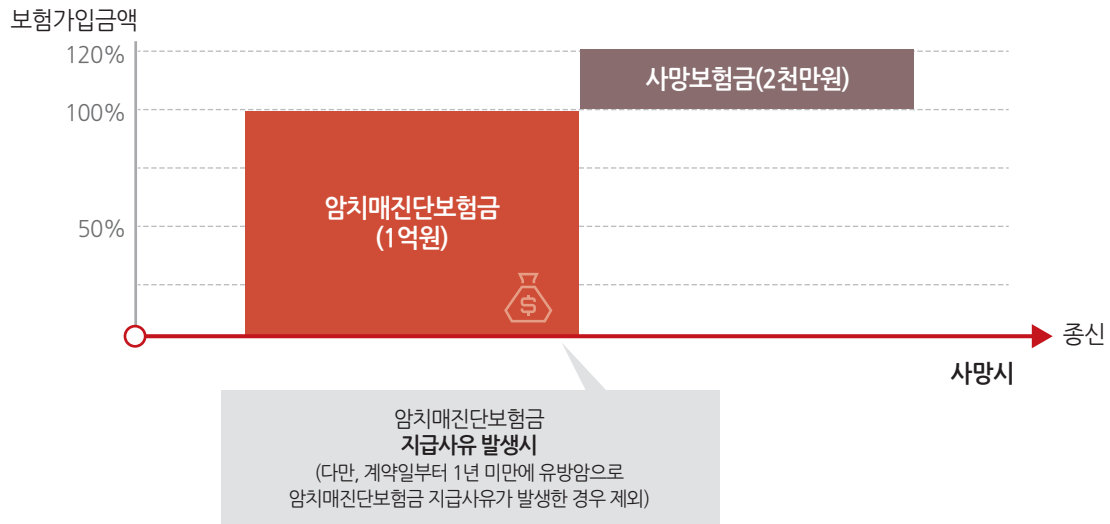 보험가입금액
120%
사망보험금(2천만원)
100%
암치매진단보험금
(1억원)
50%
$
종신
사망시
암치매진단보험금
지급사유 발생시
(다만, 계약일부터 1년 미만에 유방암으로
암치매진단보험금 지급사유가 발생한 경우 제외)